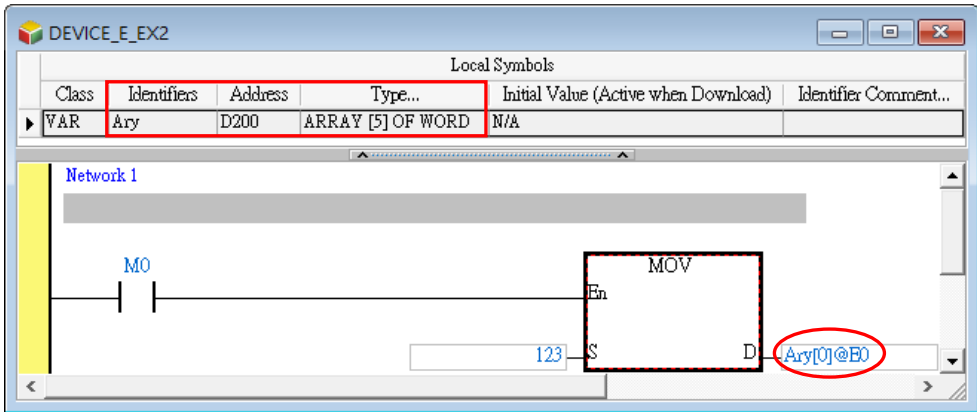 DEVICE_E_EX2
Local Symbols
Class Identifiers Address Type... Initial Value (Active when Download) Identifier Comment...
VAR Ary D200 ARRAY [5] OF WORD N/A
Network 1
M0 MOV
En
123 S D Ary[0]@E0